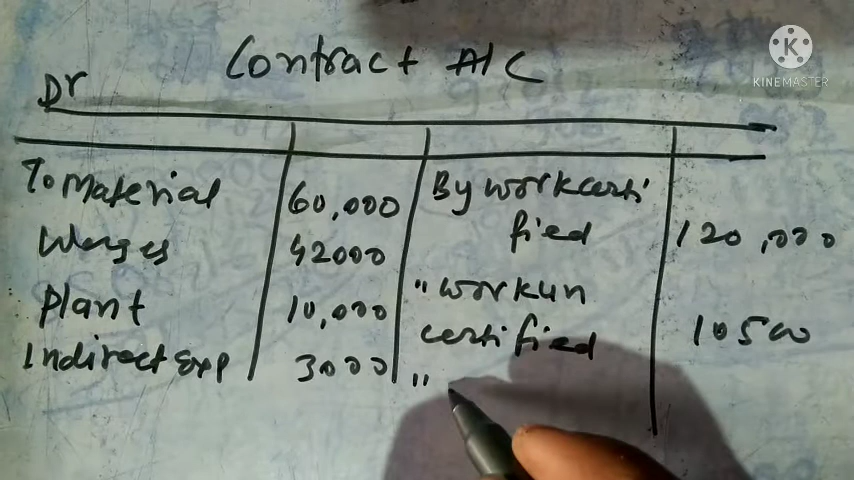 Contract A/C
Dr
To Material 60,000 By work certi
fied 120,000
Wages 42000
Plant 10,000 " work un
certified 10500
Indirect Exp 3000 "
K
KINEMASTER